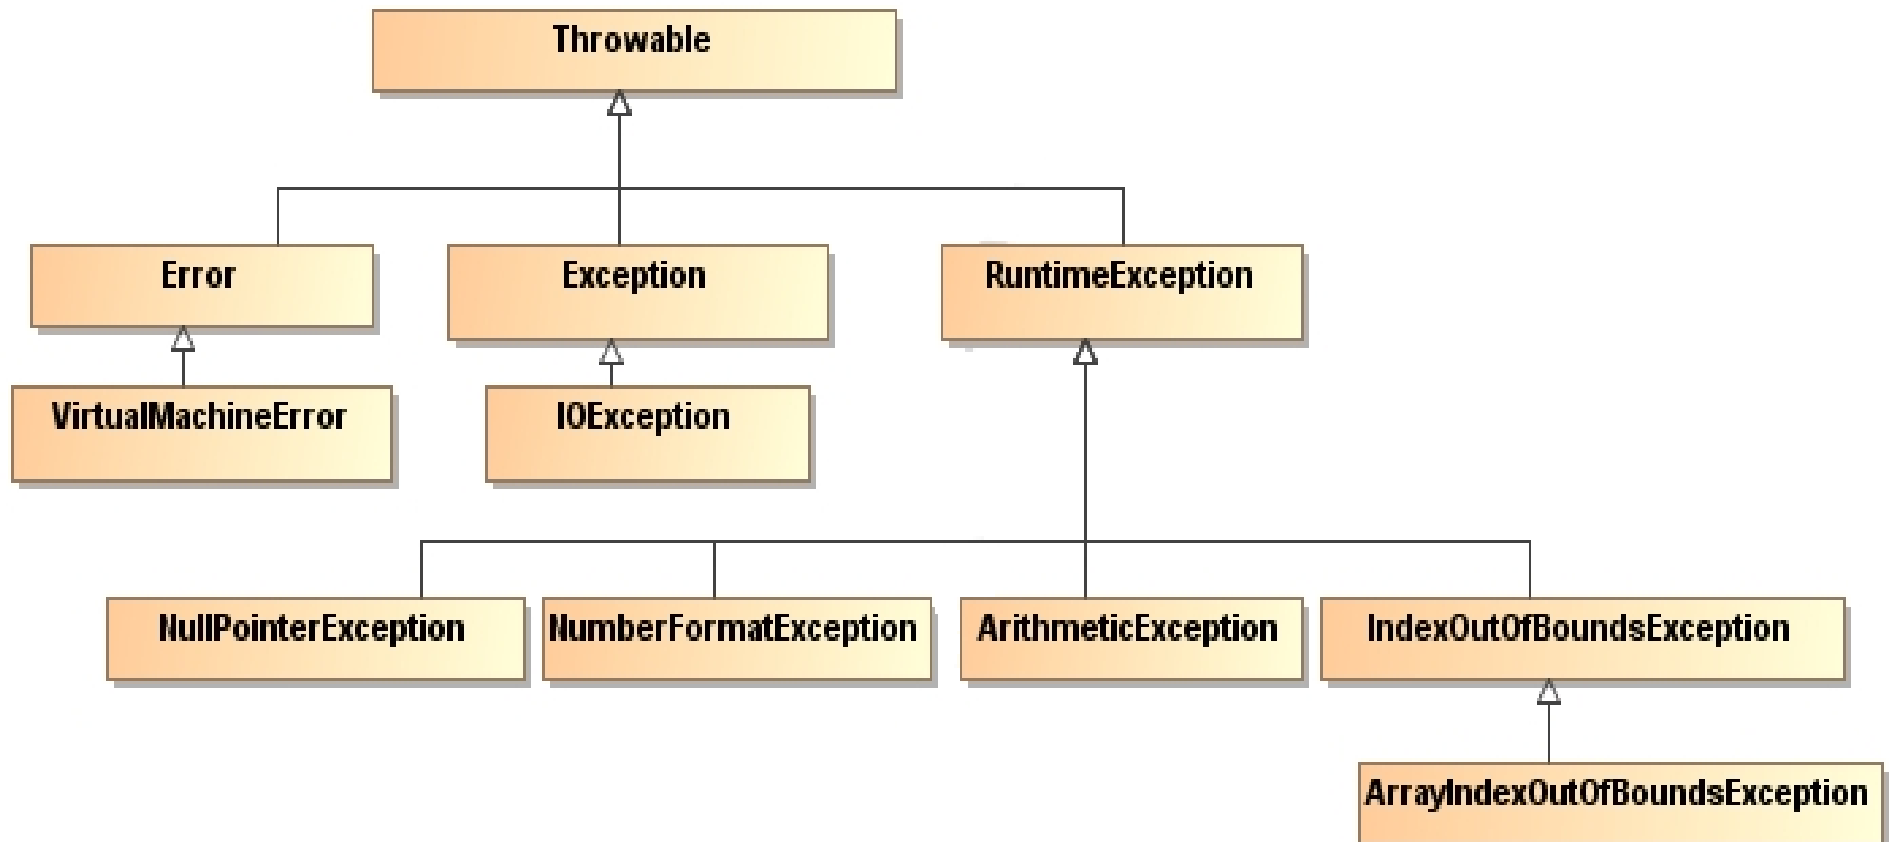 Throwable
Error
Exception
RuntimeException
VirtualMachineError
IOException
NullPointerException
NumberFormatException
ArithmeticException
IndexOutOfBoundsException
ArrayIndexOutOfBoundsException